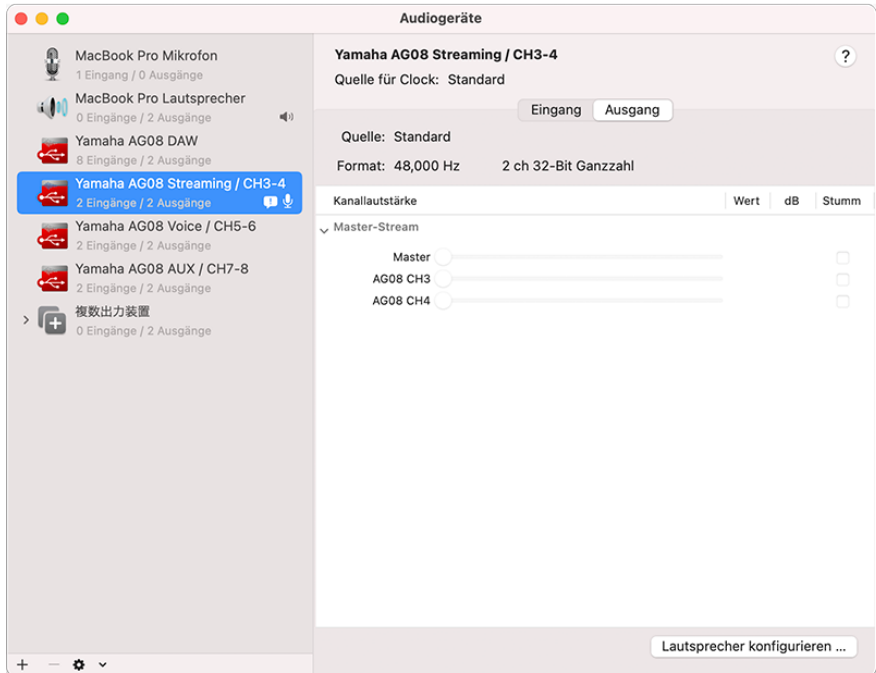 Audiogeräte
MacBook Pro Mikrofon
1 Eingang / 0 Ausgänge
MacBook Pro Lautsprecher
0 Eingänge / 2 Ausgänge
Yamaha AG08 DAW
8 Eingänge / 2 Ausgänge
Yamaha AG08 Streaming / CH3-4
2 Eingänge / 2 Ausgänge
Yamaha AG08 Voice / CH5-6
2 Eingänge / 2 Ausgänge
Yamaha AG08 AUX / CH7-8
2 Eingänge / 2 Ausgänge
複数出力装置
0 Eingänge / 2 Ausgänge
Yamaha AG08 Streaming / CH3-4
?
Quelle für Clock: Standard
Eingang Ausgang
Quelle: Standard
Format: 48,000 Hz 2 ch 32-Bit Ganzzahl
Kanallautstärke Wert dB Stumm
Master-Stream
Master
AG08 CH3
AG08 CH4
Lautsprecher konfigurieren ...